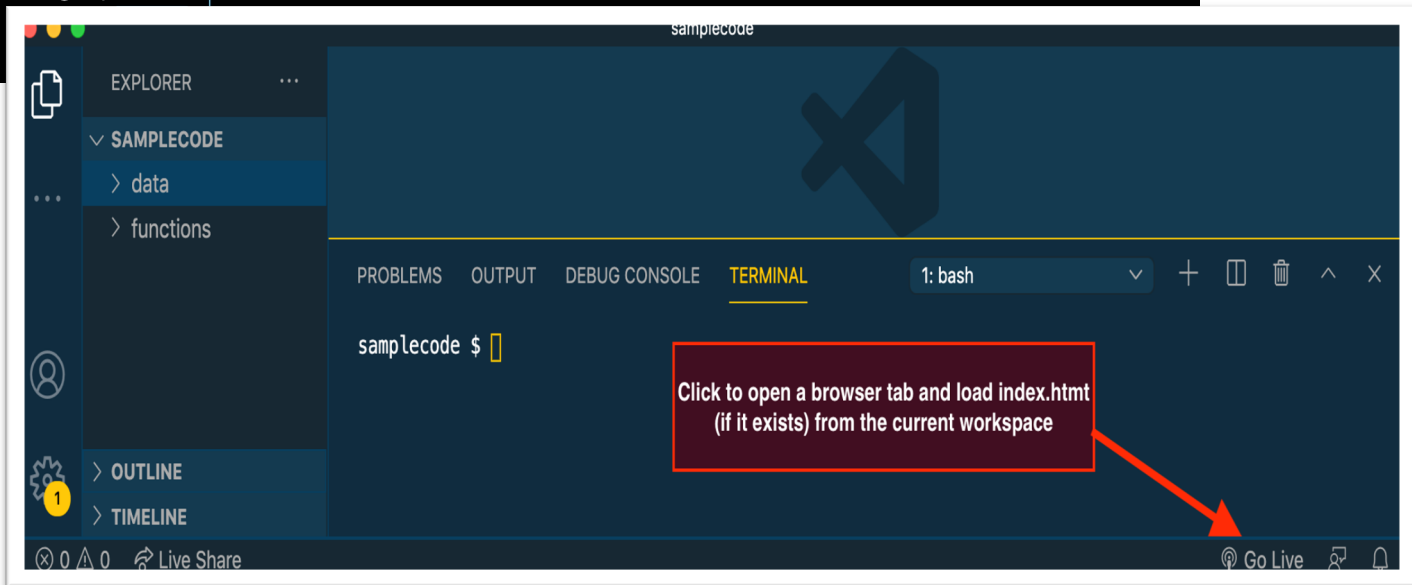 samplecode
EXPLORER ...
SAMPLECODE
data
functions
PROBLEMS OUTPUT DEBUG CONSOLE TERMINAL 1: bash
samplecode $
Click to open a browser tab and load index.htmt
(if it exists) from the current workspace
OUTLINE
1
TIMELINE
0 0 Live Share Go Live